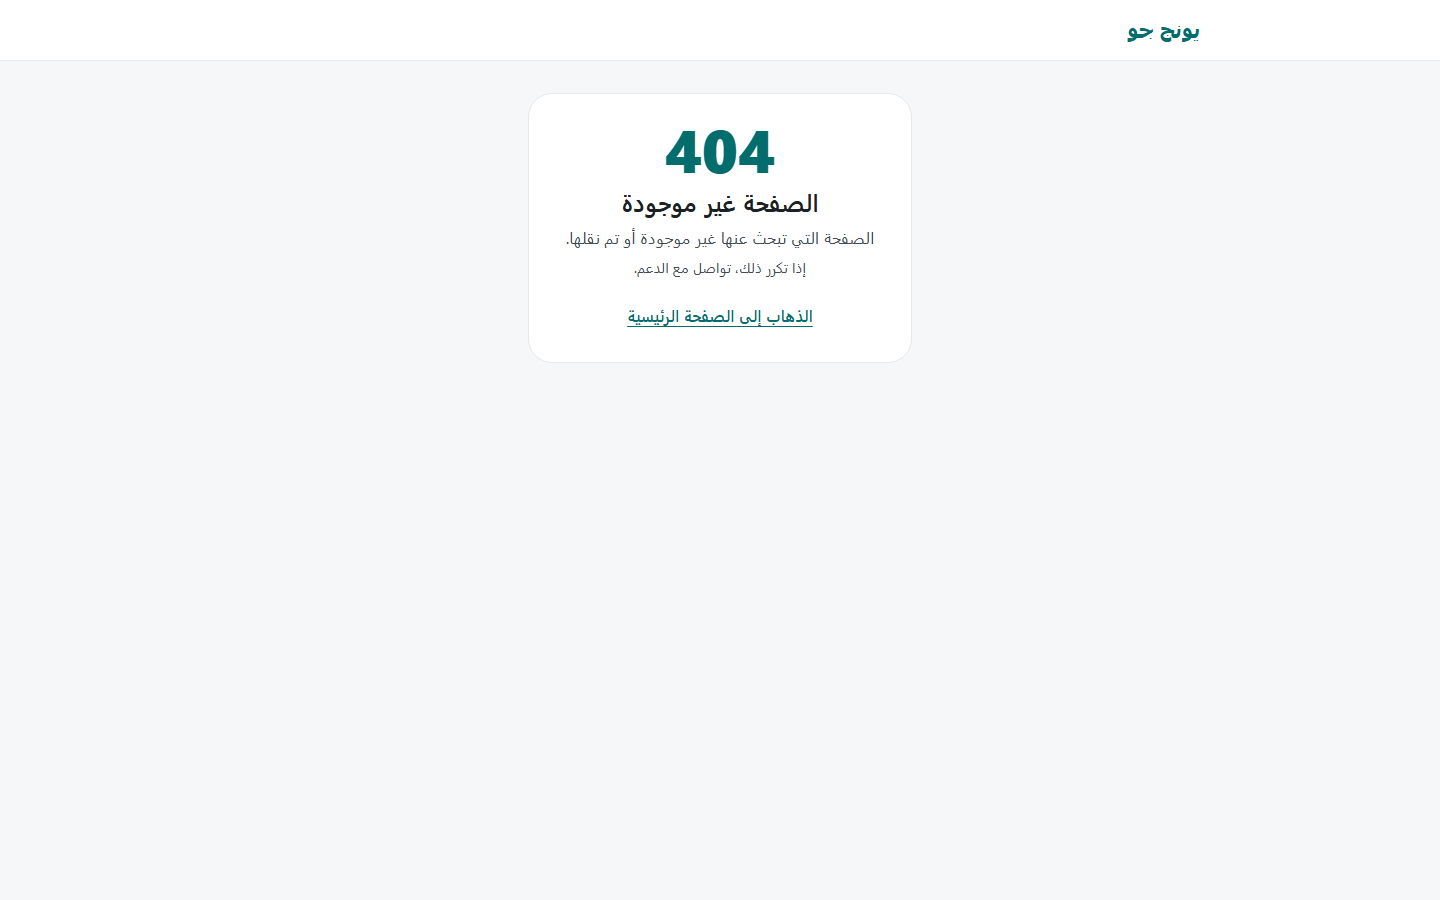 يونج جو
404
الصفحة غير موجودة
الصفحة التي تبحث عنها غير موجودة أو تم نقلها.
إذا تكرر ذلك، تواصل مع الدعم.
الذهاب إلى الصفحة الرئيسية